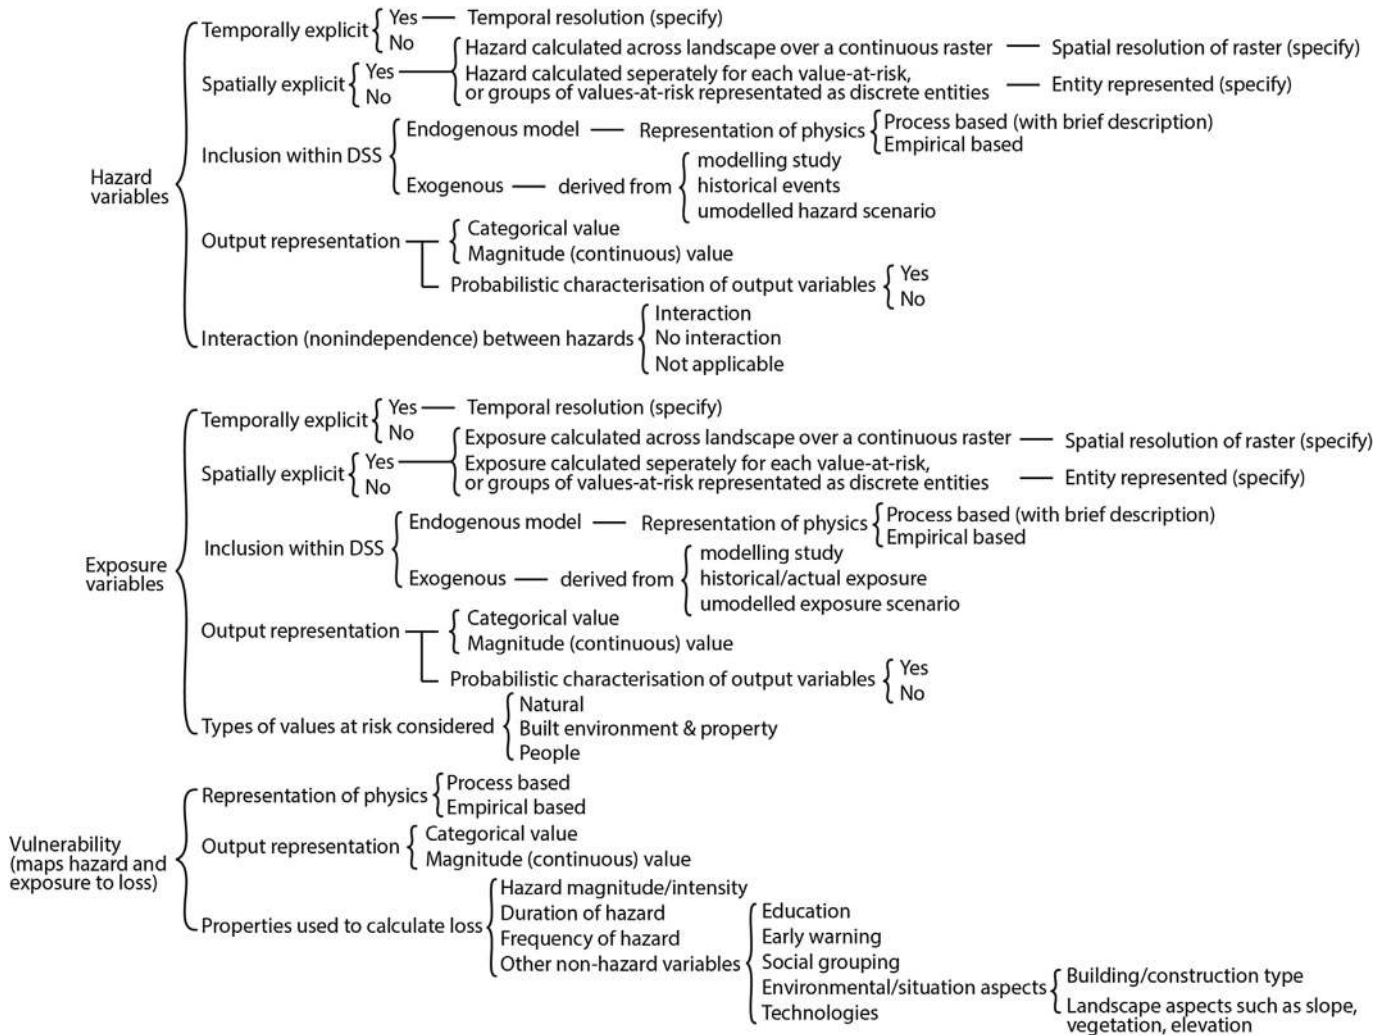 Temporally explicit Yes Temporal resolution (specify)
No
Spatially explicit Yes Hazard calculated across landscape over a continuous raster Spatial resolution of raster (specify)
No Hazard calculated seperately for each value-at-risk,
or groups of values-at-risk representated as discrete entities Entity represented (specify)
Inclusion within DSS Endogenous model Representation of physics Process based (with brief description)
Empirical based
Exogenous derived from modelling study
historical events
umodelled hazard scenario
Hazard
variables
Output representation Categorical value
Magnitude (continuous) value
Probabilistic characterisation of output variables Yes
No
Interaction (nonindependence) between hazards Interaction
No interaction
Not applicable
Temporally explicit Yes Temporal resolution (specify)
No
Spatially explicit Yes Exposure calculated across landscape over a continuous raster Spatial resolution of raster (specify)
No Exposure calculated seperately for each value-at-risk,
or groups of values-at-risk representated as discrete entities Entity represented (specify)
Inclusion within DSS Endogenous model Representation of physics Process based (with brief description)
Empirical based
Exogenous derived from modelling study
historical/actual exposure
umodelled exposure scenario
Exposure
variables
Output representation Categorical value
Magnitude (continuous) value
Probabilistic characterisation of output variables Yes
No
Types of values at risk considered Natural
Built environment & property
People
Vulnerability
(maps hazard and
exposure to loss)
Representation of physics Process based
Empirical based
Output representation Categorical value
Magnitude (continuous) value
Properties used to calculate loss Hazard magnitude/intensity
Duration of hazard
Frequency of hazard
Other non-hazard variables Education
Early warning
Social grouping
Environmental/situation aspects Building/construction type
Landscape aspects such as slope,
vegetation, elevation
Technologies